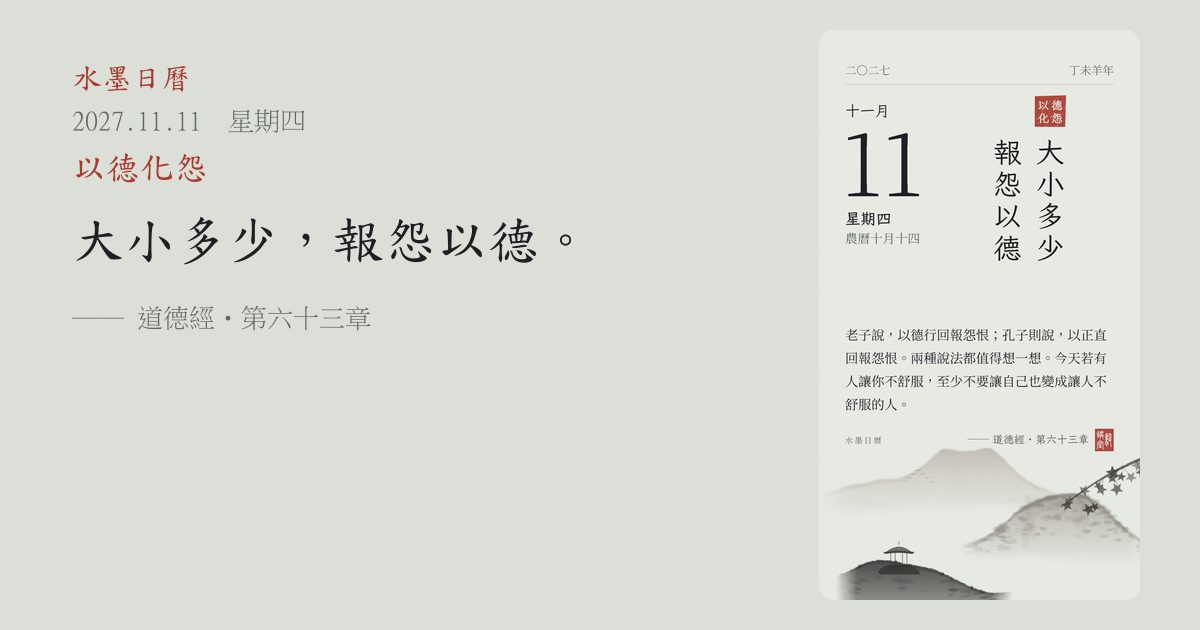 水墨日曆
2027.11.11 星期四
以德化怨
大小多少，報怨以德。
—— 道德經・第六十三章
二〇二七
丁未羊年
十一月
11
星期四
農曆十月十四
以德化怨
大小多少
報怨以德
老子說，以德行回報怨恨；孔子則說，以正直
回報怨恨。兩種說法都值得想一想。今天若有
人讓你不舒服，至少不要讓自己也變成讓人不
舒服的人。
水墨日曆
—— 道德經・第六十三章